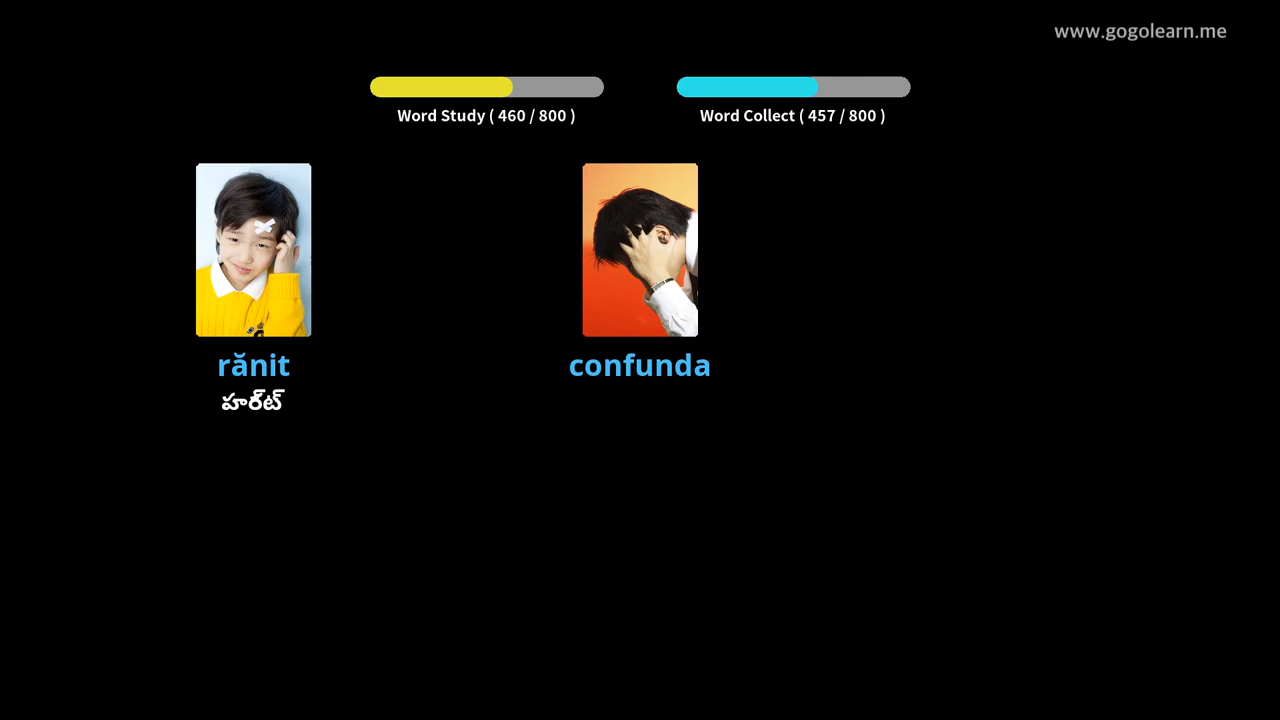 www.gogolearn.me
Word Study ( 460 / 800 )
Word Collect ( 457 / 800 )
rănit
confunda
హర్ట్